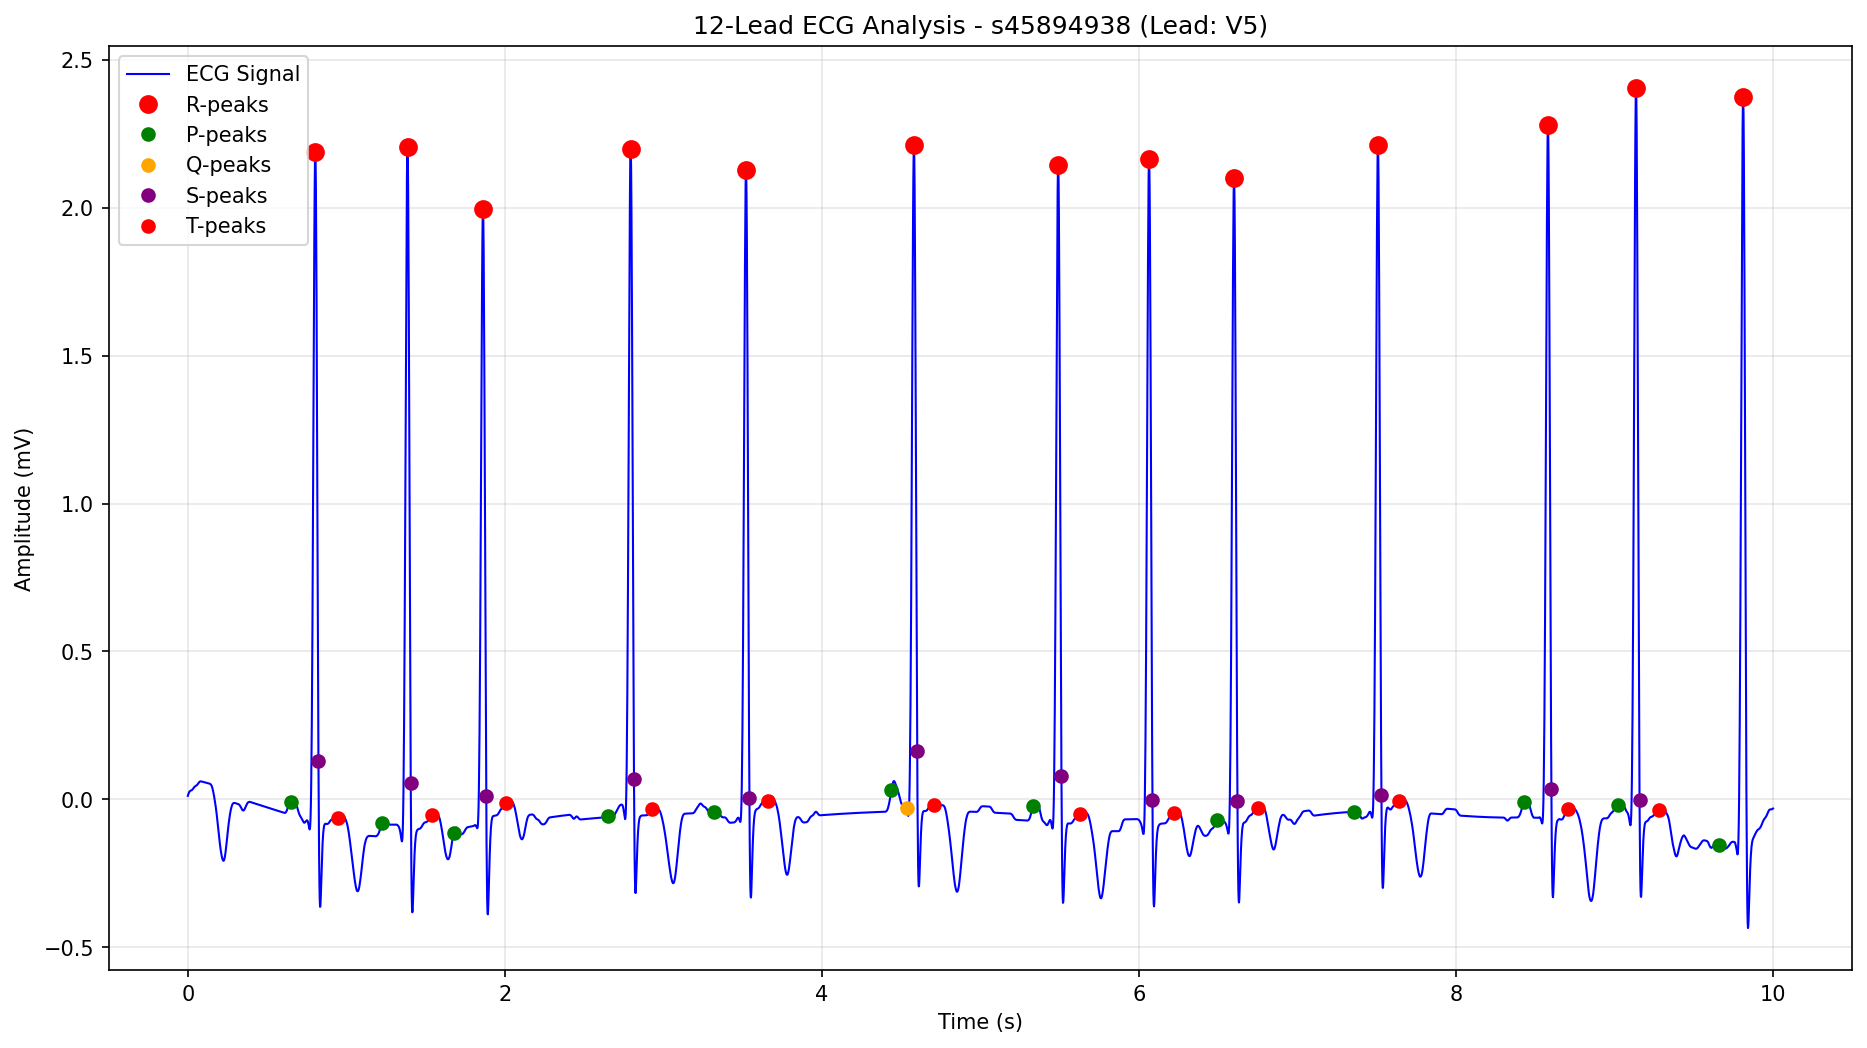 12-Lead ECG Analysis - s45894938 (Lead: V5)
ECG Signal
R-peaks
P-peaks
Q-peaks
S-peaks
T-peaks
Amplitude (mV)
2.5
2.0
1.5
1.0
0.5
0.0
−0.5
0 2 4 6 8 10
Time (s)